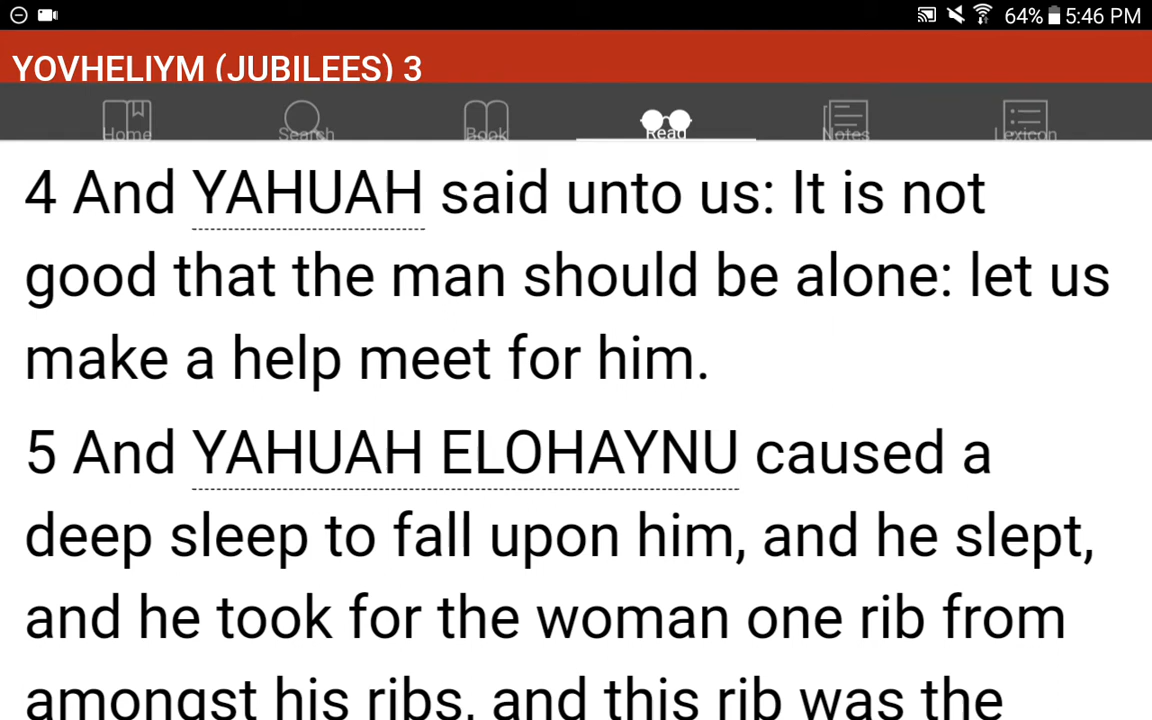 64% 5:46 PM
YOVHELIYM (JUBILEES) 3
Home Search Book Read Notes Lexicon
4 And YAHUAH said unto us: It is not
good that the man should be alone: let us
make a help meet for him.
5 And YAHUAH ELOHAYNU caused a
deep sleep to fall upon him, and he slept,
and he took for the woman one rib from
amongst his ribs, and this rib was the